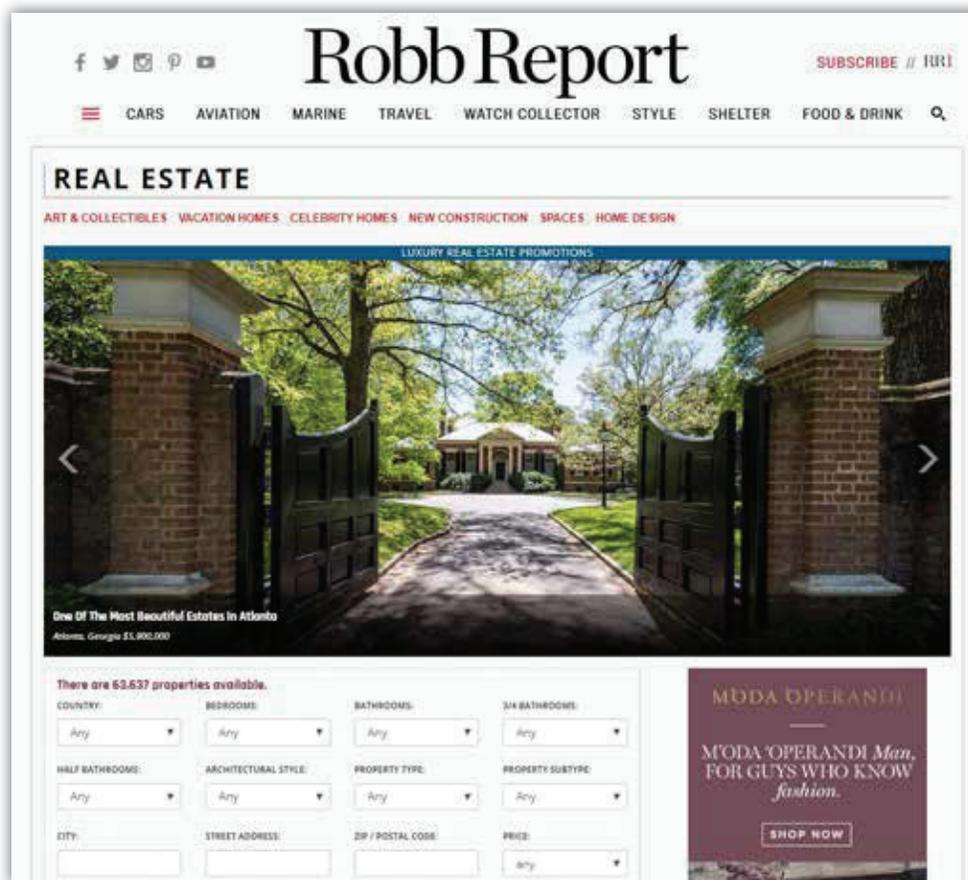 Robb Report
SUBSCRIBE // RR1
CARS AVIATION MARINE TRAVEL WATCH COLLECTOR STYLE SHELTER FOOD & DRINK
REAL ESTATE
ART & COLLECTIBLES VACATION HOMES CELEBRITY HOMES NEW CONSTRUCTION SPACES HOME DESIGN
LUXURY REAL ESTATE PROMOTIONS
One Of The Most Beautiful Estates In Atlanta
Atlanta, Georgia $5,900,000
There are 63,637 properties available.
COUNTRY: BEDROOMS: BATHROOMS: 3/4 BATHROOMS:
Any Any Any Any
HALF BATHROOMS: ARCHITECTURAL STYLE: PROPERTY TYPE: PROPERTY SUBTYPE:
Any Any Any Any
CITY: STREET ADDRESS: ZIP / POSTAL CODE: PRICE:
Any
MODA OPERANDI
M'ODA 'OPERANDI Man,
FOR GUYS WHO KNOW
fashion.
SHOP NOW